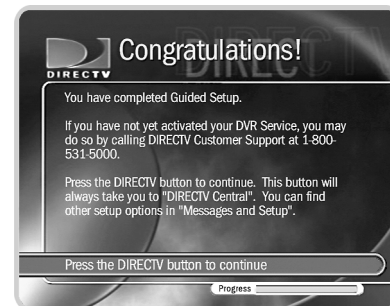 DIRECTV
Congratulations!
You have completed Guided Setup.
If you have not yet activated your DVR Service, you may
do so by calling DIRECTV Customer Support at 1-800-
531-5000.
Press the DIRECTV button to continue. This button will
always take you to "DIRECTV Central". You can find
other setup options in "Messages and Setup".
Press the DIRECTV button to continue
Progress